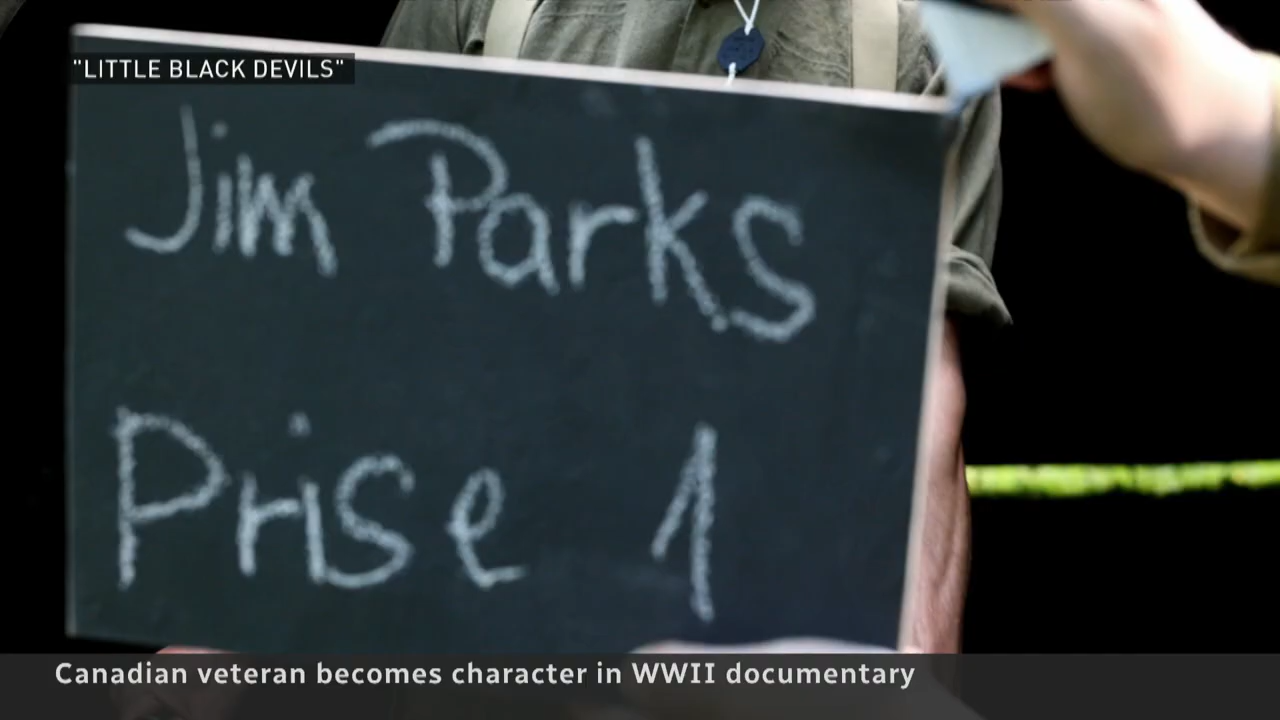 "LITTLE BLACK DEVILS"
Jim Parks
Prise 1
Canadian veteran becomes character in WWII documentary